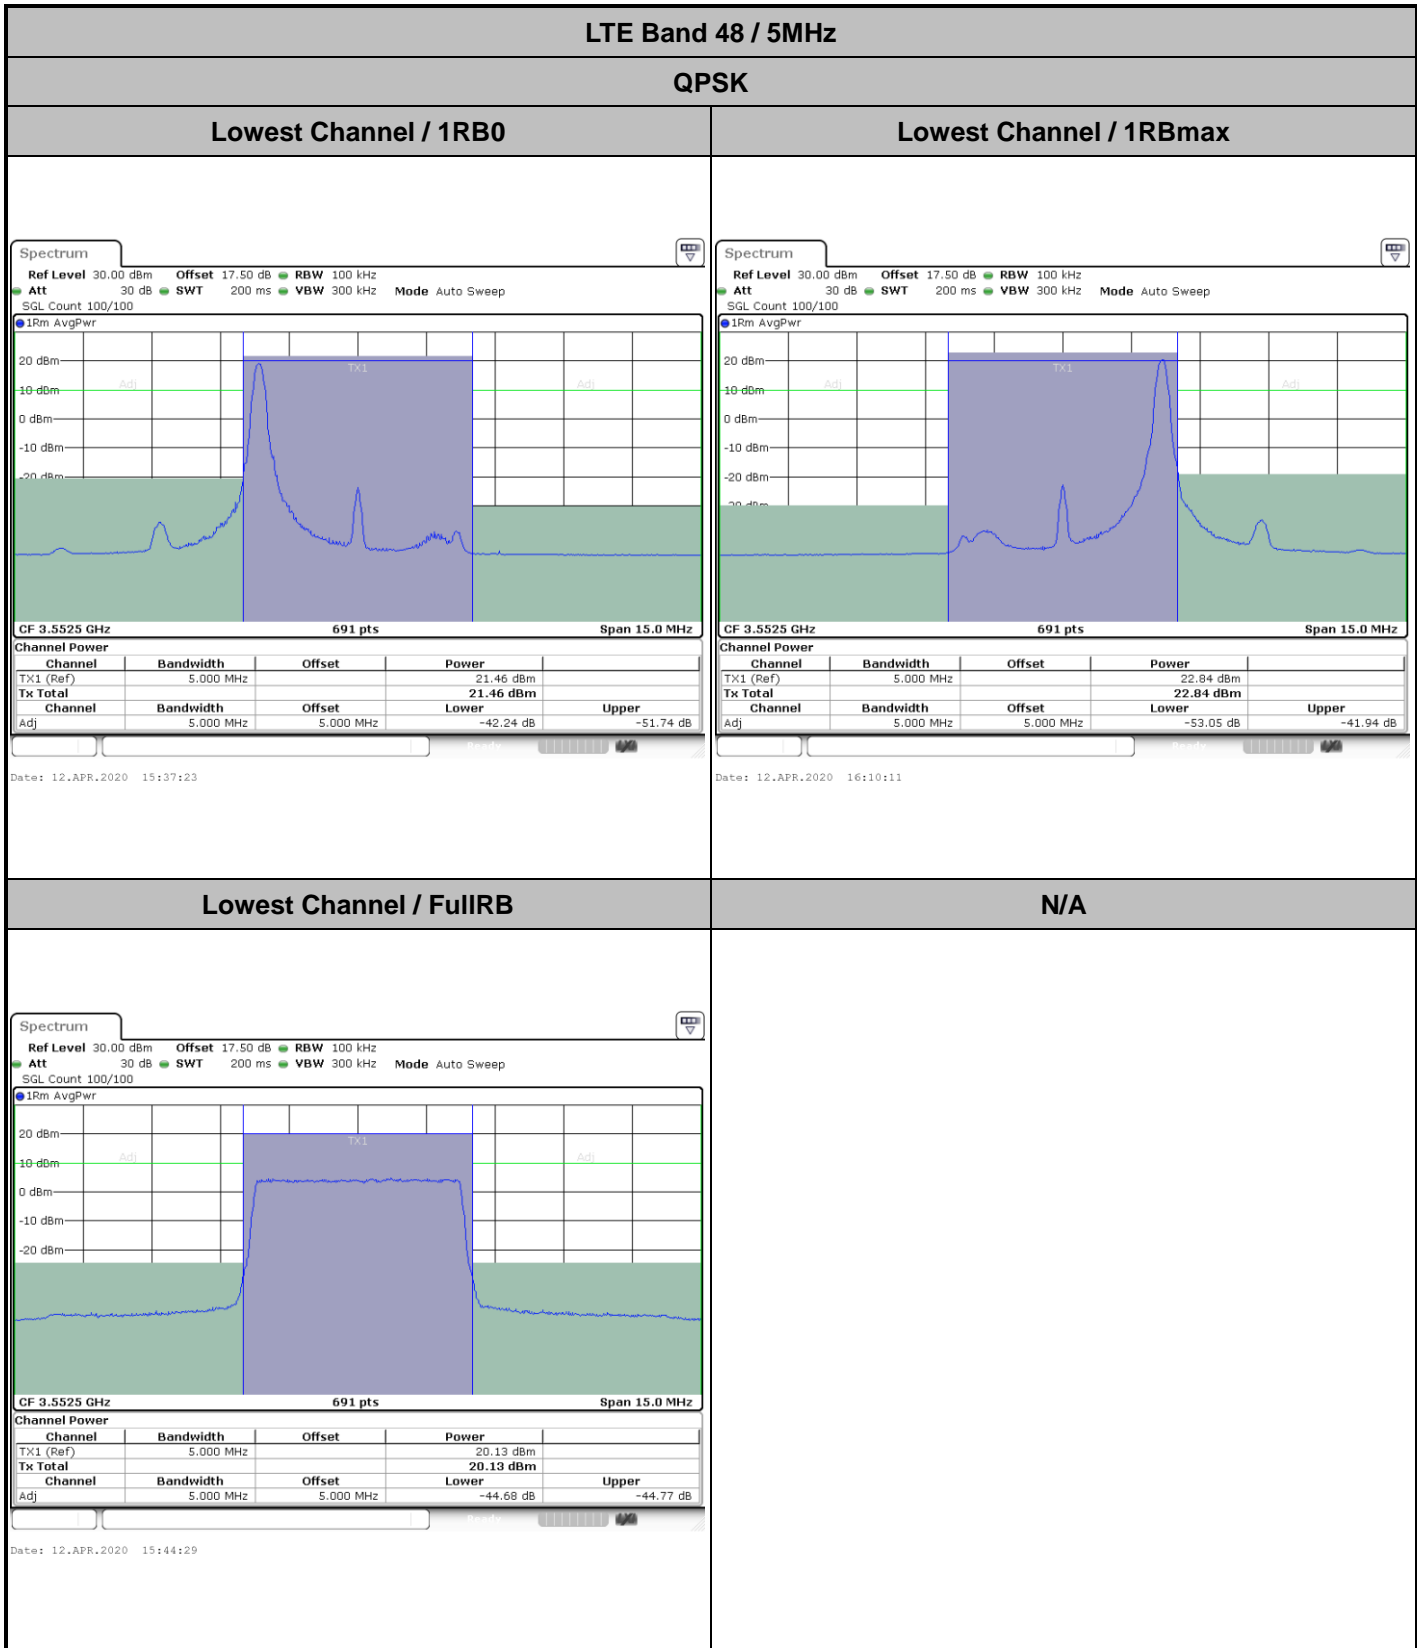 LTE Band 48 / 5MHz
QPSK
Lowest Channel / 1RB0
Lowest Channel / 1RBmax
Spectrum
Ref Level 30.00 dBm Offset 17.50 dB RBW 100 kHz
Att 30 dB SWT 200 ms VBW 300 kHz Mode Auto Sweep
SGL Count 100/100
1Rm AvgPwr
TX1
Adj
Adj
20 dBm
10 dBm
0 dBm
-10 dBm
-20 dBm
CF 3.5525 GHz 691 pts Span 15.0 MHz
Channel Power
Channel Bandwidth Offset Power
TX1 (Ref) 5.000 MHz 21.46 dBm
Tx Total 21.46 dBm
Channel Bandwidth Offset Lower Upper
Adj 5.000 MHz 5.000 MHz -42.24 dB -51.74 dB
Ready
Date: 12.APR.2020 15:37:23
Spectrum
Ref Level 30.00 dBm Offset 17.50 dB RBW 100 kHz
Att 30 dB SWT 200 ms VBW 300 kHz Mode Auto Sweep
SGL Count 100/100
1Rm AvgPwr
TX1
Adj
Adj
20 dBm
10 dBm
0 dBm
-10 dBm
-20 dBm
CF 3.5525 GHz 691 pts Span 15.0 MHz
Channel Power
Channel Bandwidth Offset Power
TX1 (Ref) 5.000 MHz 22.84 dBm
Tx Total 22.84 dBm
Channel Bandwidth Offset Lower Upper
Adj 5.000 MHz 5.000 MHz -53.05 dB -41.94 dB
Ready
Date: 12.APR.2020 16:10:11
Lowest Channel / FullRB
N/A
Spectrum
Ref Level 30.00 dBm Offset 17.50 dB RBW 100 kHz
Att 30 dB SWT 200 ms VBW 300 kHz Mode Auto Sweep
SGL Count 100/100
1Rm AvgPwr
TX1
Adj
Adj
20 dBm
10 dBm
0 dBm
-10 dBm
-20 dBm
CF 3.5525 GHz 691 pts Span 15.0 MHz
Channel Power
Channel Bandwidth Offset Power
TX1 (Ref) 5.000 MHz 20.13 dBm
Tx Total 20.13 dBm
Channel Bandwidth Offset Lower Upper
Adj 5.000 MHz 5.000 MHz -44.68 dB -44.77 dB
Ready
Date: 12.APR.2020 15:44:29